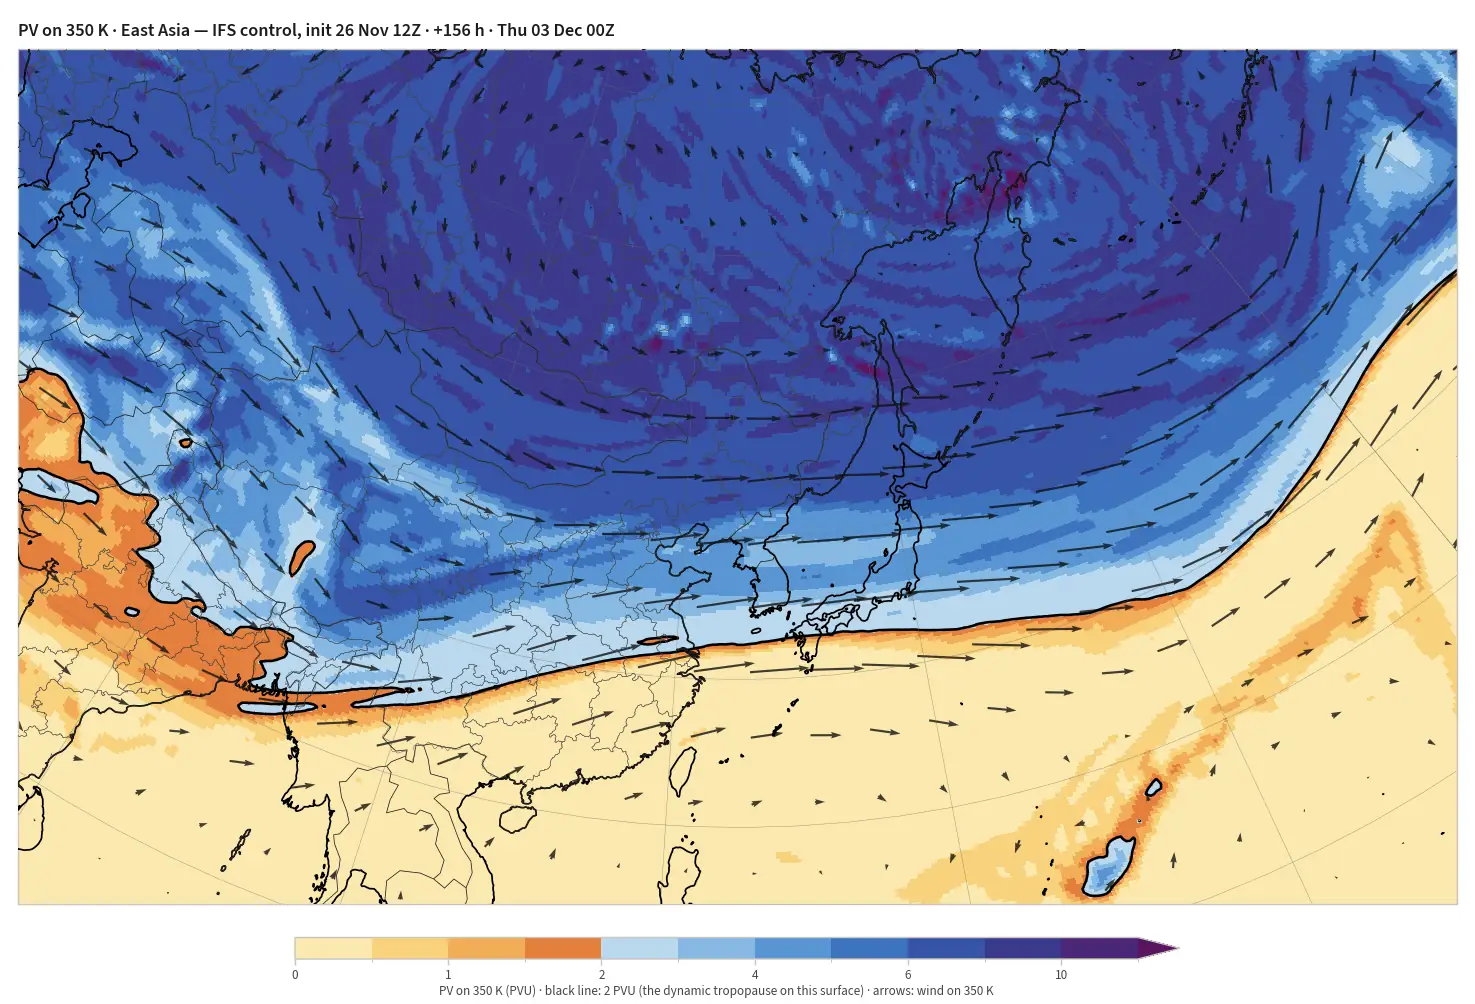 PV on 350 K · East Asia — IFS control, init 26 Nov 12Z · +156 h · Thu 03 Dec 00Z
0 1 2 4 6 10
PV on 350 K (PVU) · black line: 2 PVU (the dynamic tropopause on this surface) · arrows: wind on 350 K